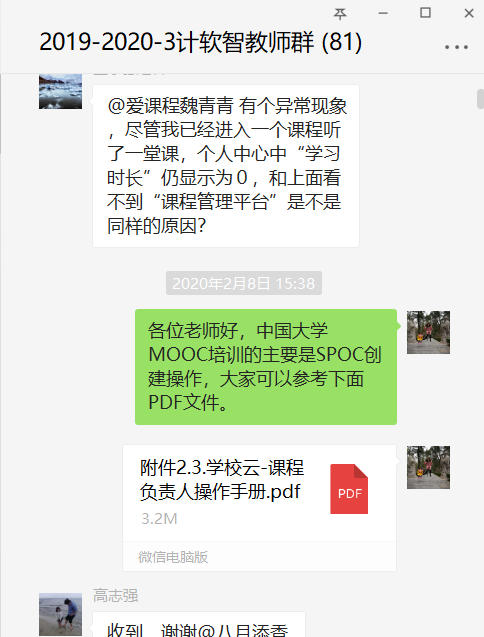 2019-2020-3计软智教师群 (81)
@爱课程魏青青 有个异常现象
，尽管我已经进入一个课程听
了一堂课，个人中心中“学习
时长”仍显示为０，和上面看
不到“课程管理平台”是不是
同样的原因？
2020年2月8日 15:38
各位老师好，中国大学
MOOC培训的主要是SPOC创
建操作，大家可以参考下面
PDF文件。
附件2.3.学校云-课程
负责人操作手册.pdf
PDF
3.2M
微信电脑版
高志强
收到，谢谢@八月添香